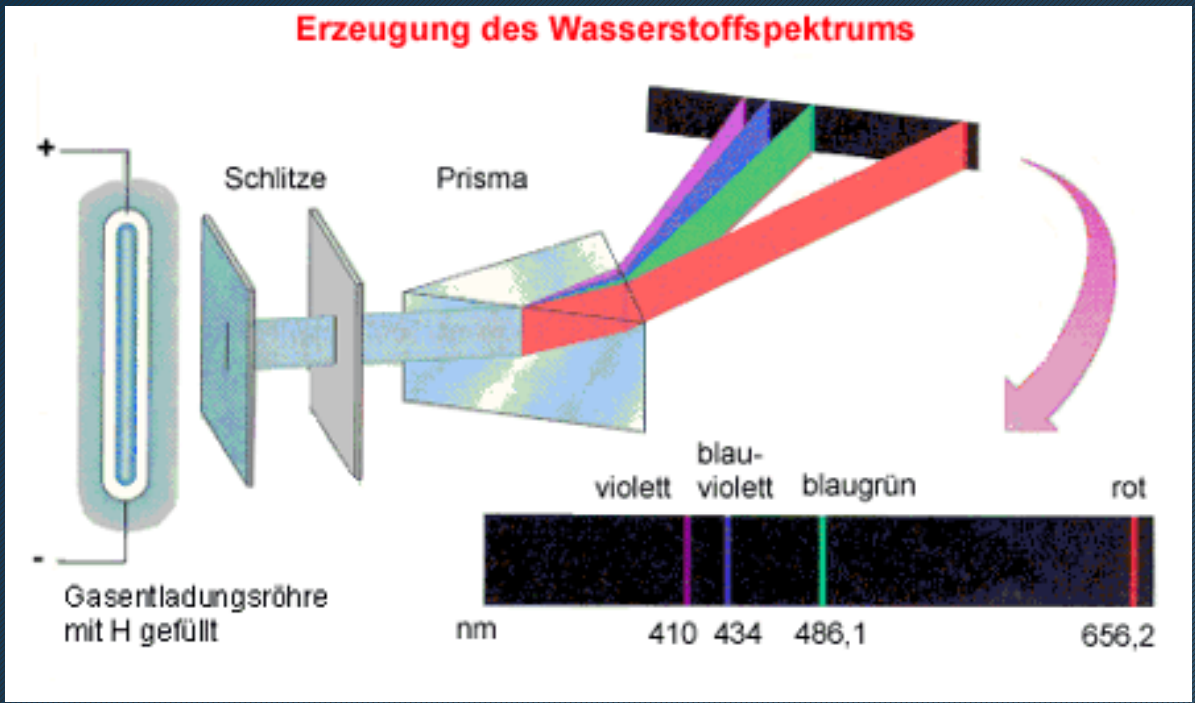 Erzeugung des Wasserstoffspektrums
+
Schlitze
Prisma
-
Gasentladungsröhre
mit H gefüllt
violett
blau-
violett
blaugrün
rot
nm
410
434
486,1
656,2